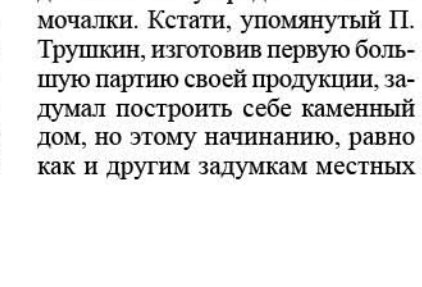 мочалки. Кстати, упомянутый П.
Трушкин, изготовив первую боль-
шую партию своей продукции, за-
думал построить себе каменный
дом, но этому начинанию, равно
как и другим задумкам местных